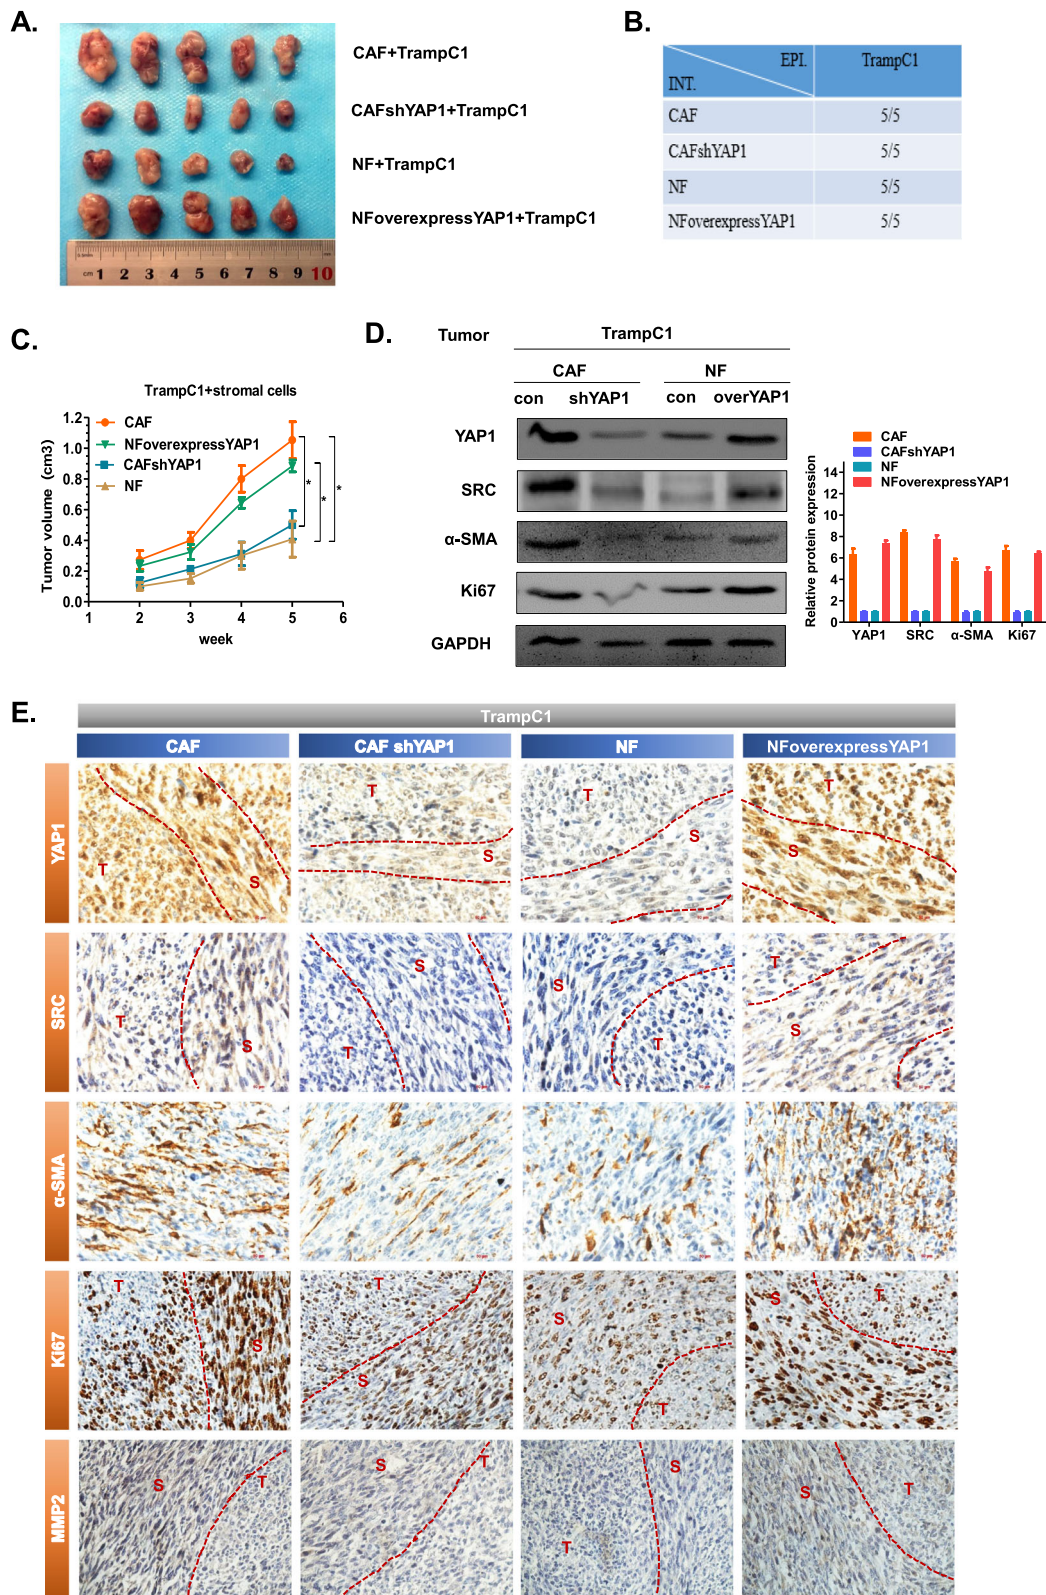 A.
CAF+TrampC1
CAFshYAP1+TrampC1
NF+TrampC1
NFoverexpressYAP1+TrampC1
cm 1 2 3 4 5 6 7 8 9 10
B.
EPI.
INT.
TrampC1
CAF 5/5
CAFshYAP1 5/5
NF 5/5
NFoverexpressYAP1 5/5
C.
TrampC1+stromal cells
Tumor volume (cm3)
1.2
1.0
0.8
0.6
0.4
0.2
0.0
CAF
NFoverexpressYAP1
CAFshYAP1
NF
* * *
1 2 3 4 5 6
week
D.
Tumor TrampC1
CAF NF
con shYAP1 con overYAP1
YAP1
SRC
α-SMA
Ki67
GAPDH
CAF
CAFshYAP1
NF
NFoverexpressYAP1
Relative protein expression
14
12
10
8
6
4
2
0
YAP1 SRC α-SMA Ki67
E.
TrampC1
CAF CAF shYAP1 NF NFoverexpressYAP1
YAP1
T S T S T S T S
SRC
T S S T S T T S
α-SMA
Ki67
T S T S S T S T
MMP2
S T S T S T S T